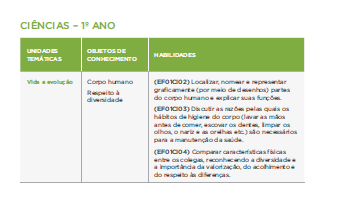 CIÊNCIAS – 1º ANO
UNIDADES
TEMÁTICAS
OBJETOS DE
CONHECIMENTO
HABILIDADES
Vida e evolução
Corpo humano
Respeito à
diversidade
(EF01CI02) Localizar, nomear e representar
graficamente (por meio de desenhos) partes
do corpo humano e explicar suas funções.
(EF01CI03) Discutir as razões pelas quais os
hábitos de higiene do corpo (lavar as mãos
antes de comer, escovar os dentes, limpar os
olhos, o nariz e as orelhas etc.) são necessários
para a manutenção da saúde.
(EF01CI04) Comparar características físicas
entre os colegas, reconhecendo a diversidade e
a importância da valorização, do acolhimento e
do respeito às diferenças.